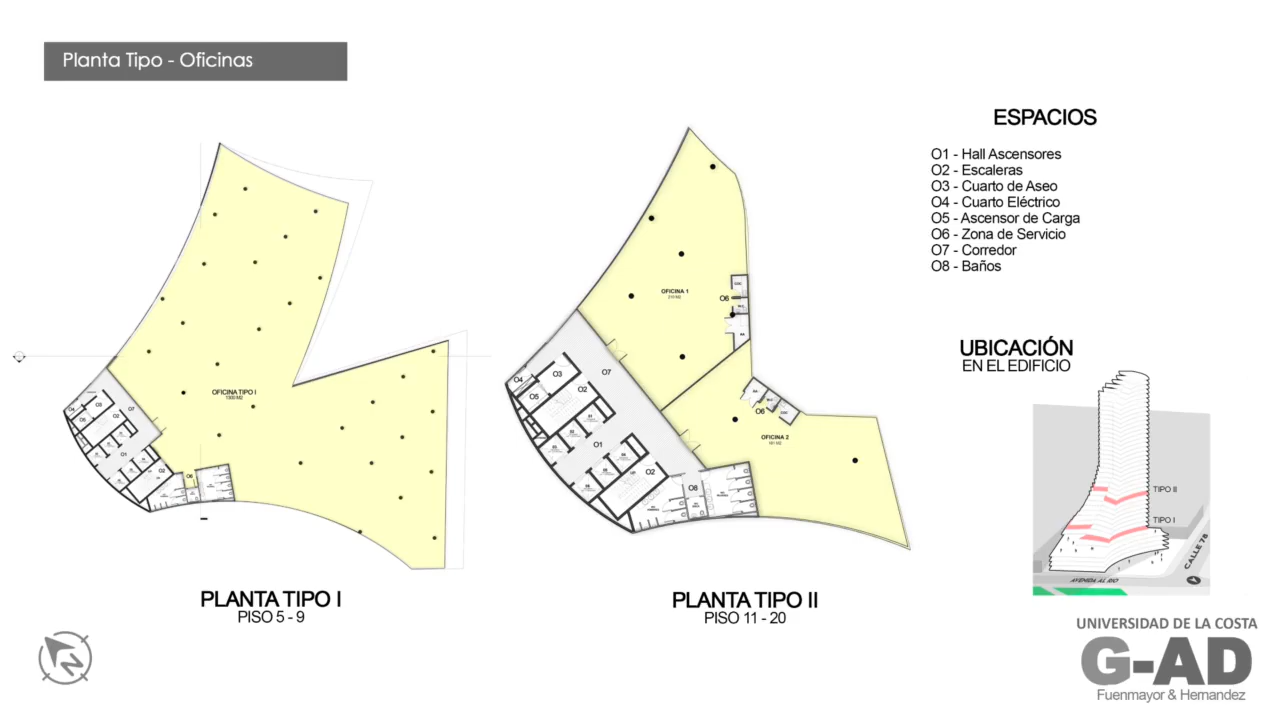 Planta Tipo - Oficinas
ESPACIOS
O1 - Hall Ascensores
O2 - Escaleras
O3 - Cuarto de Aseo
O4 - Cuarto Eléctrico
O5 - Ascensor de Carga
O6 - Zona de Servicio
O7 - Corredor
O8 - Baños
OFICINA TIPO I
O4
O3
O5
O2
O7
O1
O2
O6
PLANTA TIPO I
PISO 5 - 9
OFICINA 1
O6
AA
O7
O4
O3
O5
O2
O1
O2
O8
O6
OFICINA 2
PLANTA TIPO II
PISO 11 - 20
UBICACIÓN
EN EL EDIFICIO
TIPO II
TIPO I
CALLE 78
AVENIDA AL RIO
N
UNIVERSIDAD DE LA COSTA
G-AD
Fuenmayor & Hernandez